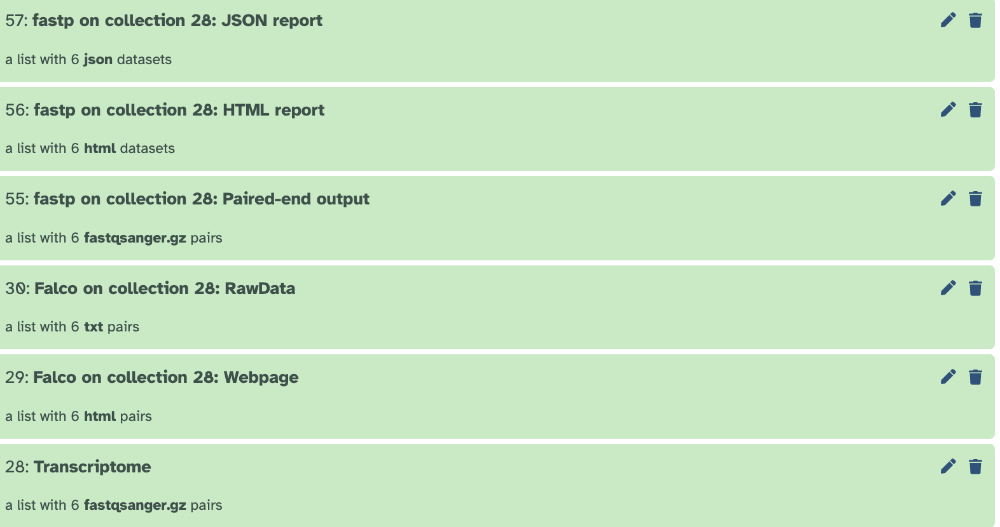 57: fastp on collection 28: JSON report
a list with 6 json datasets
56: fastp on collection 28: HTML report
a list with 6 html datasets
55: fastp on collection 28: Paired-end output
a list with 6 fastqsanger.gz pairs
30: Falco on collection 28: RawData
a list with 6 txt pairs
29: Falco on collection 28: Webpage
a list with 6 html pairs
28: Transcriptome
a list with 6 fastqsanger.gz pairs